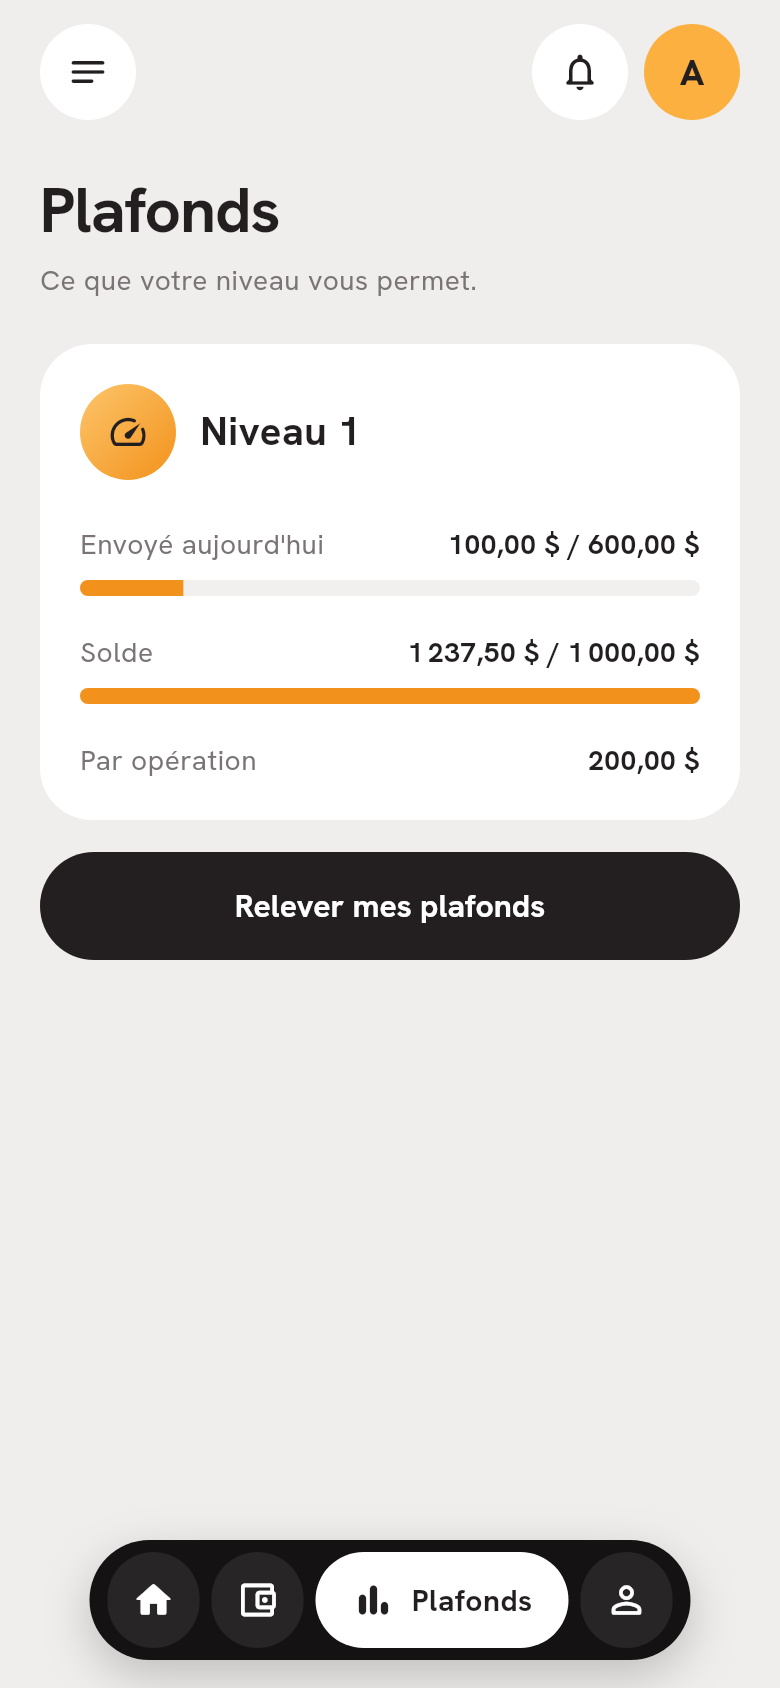 A
Plafonds
Ce que votre niveau vous permet.
Niveau 1
Envoyé aujourd'hui 100,00 $ / 600,00 $
Solde 1 237,50 $ / 1 000,00 $
Par opération 200,00 $
Relever mes plafonds
Plafonds